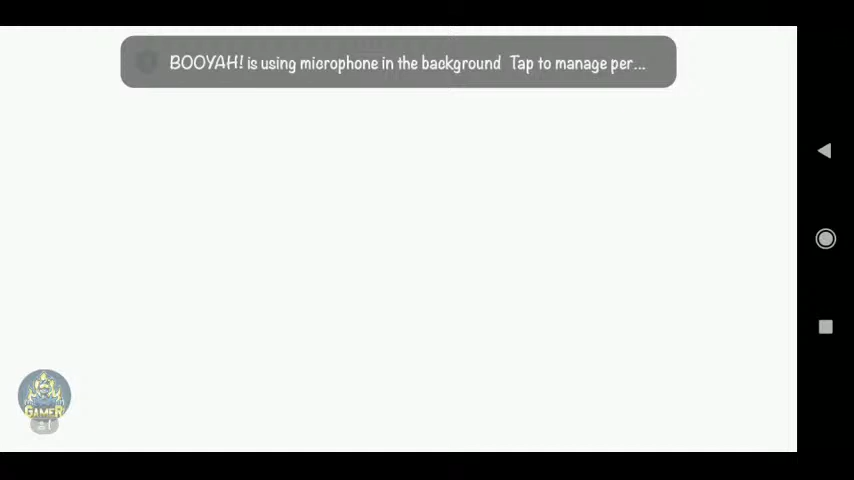 BOOYAH! is using microphone in the background Tap to manage per...
GAMER